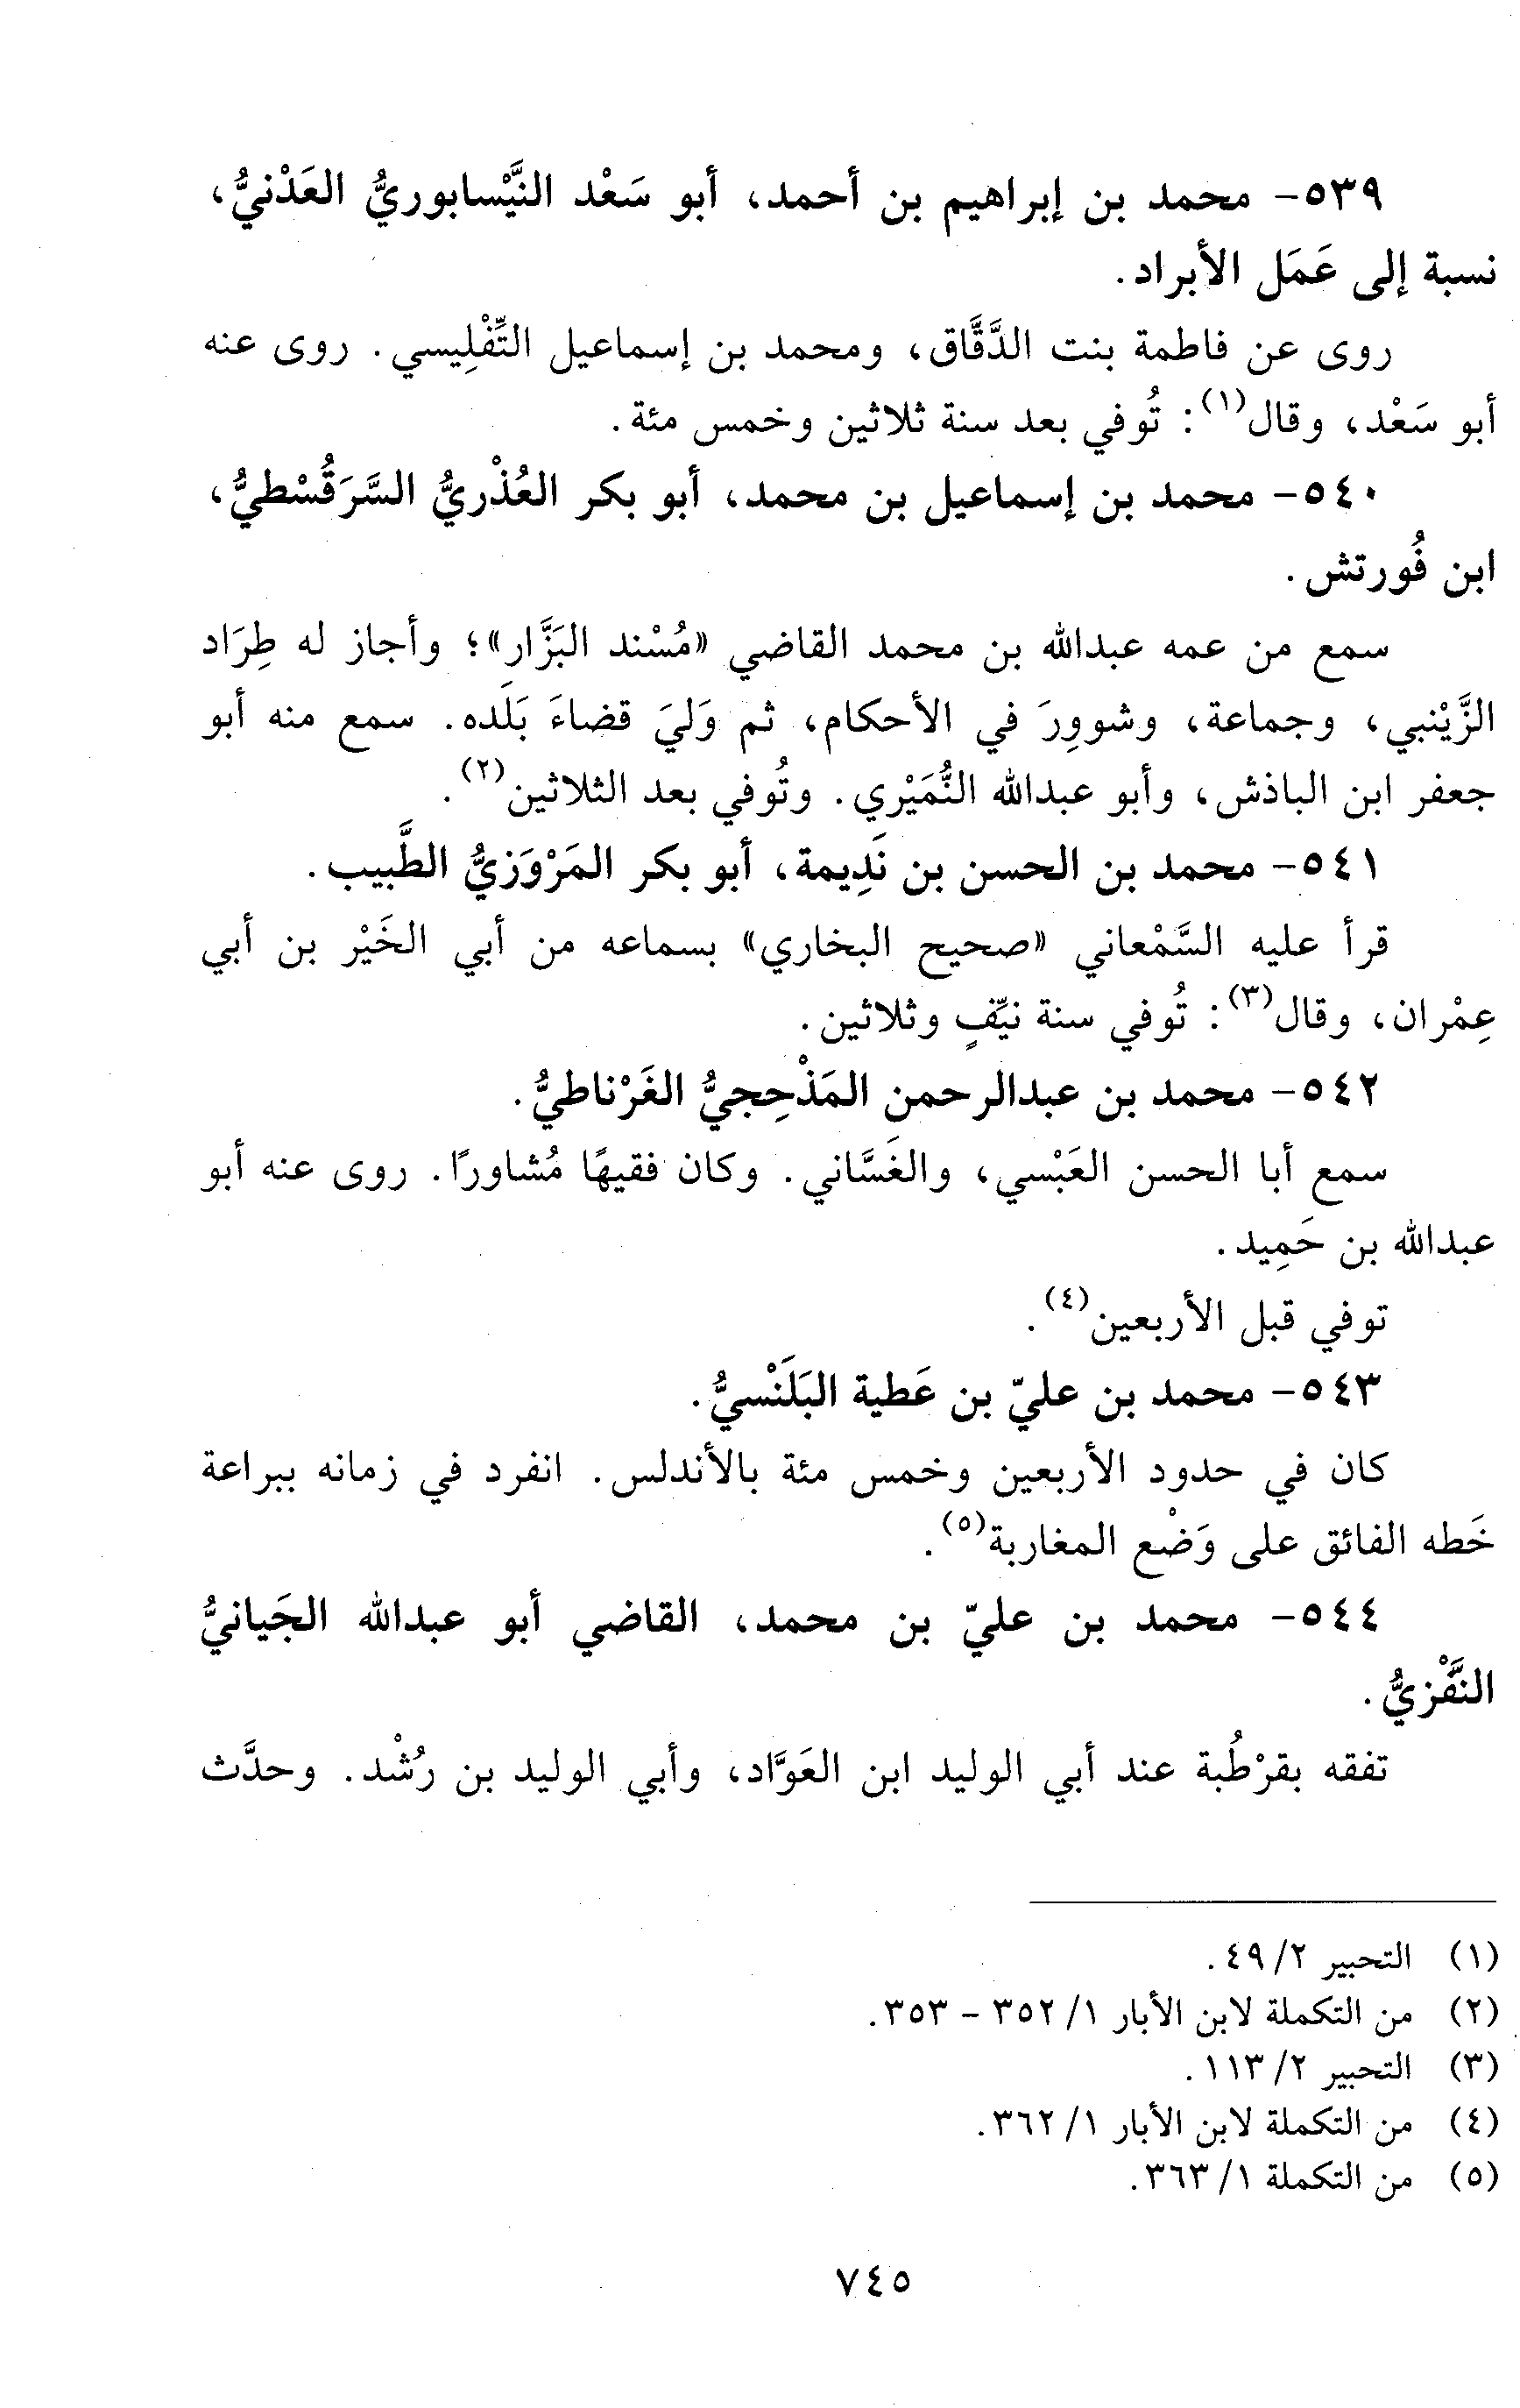 ٥٣٩- محمد بن إبراهيم بن أحمد، أبو سَعْد النَّيْسابوريُّ العَدْنيُّ،
نسبة إلى عَمَل الأبراد.
روى عن فاطمة بنت الدَّقَّاق، ومحمد بن إسماعيل التِّفْلِيسي. روى عنه
أبو سَعْد، وقال(١): تُوفي بعد سنة ثلاثين وخمس مئة.
٥٤٠- محمد بن إسماعيل بن محمد، أبو بكر العُذْريُّ السَّرَقُسْطيُّ،
ابن فُورتش.
سمع من عمه عبدالله بن محمد القاضي «مُسْند البَزَّار»؛ وأجاز له طِرَاد
الزَّيْنبي، وجماعة، وشووِرَ في الأحكام، ثم وَليَ قضاءَ بَلَده. سمع منه أبو
جعفر ابن الباذش، وأبو عبدالله النُّمَيْري. وتُوفي بعد الثلاثين(٢).
٥٤١- محمد بن الحسن بن نَدِيمة، أبو بكر المَرْوَزيُّ الطَّبيب.
قرأ عليه السَّمْعاني «صحيح البخاري» بسماعه من أبي الخَيْر بن أبي
عِمْران، وقال(٣): تُوفي سنة نيِّفٍ وثلاثين.
٥٤٢- محمد بن عبدالرحمن المَذْحِجيُّ الغَرْناطيُّ.
سمع أبا الحسن العَبْسي، والغَسَّاني. وكان فقيهًا مُشاورًا. روى عنه أبو
عبدالله بن حَمِيد.
توفي قبل الأربعين(٤).
٥٤٣- محمد بن عليّ بن عَطية البَلَنْسيُّ.
كان في حدود الأربعين وخمس مئة بالأندلس. انفرد في زمانه ببراعة
خَطه الفائق على وَضْع المغاربة(٥).
٥٤٤- محمد بن عليّ بن محمد، القاضي أبو عبدالله الجَيانيُّ
النَّفْزيُّ.
تفقه بقرْطُبة عند أبي الوليد ابن العَوَّاد، وأبي الوليد بن رُشْد. وحدَّث
(١) التحبير ٢/ ٤٩.
(٢) من التكملة لابن الأبار ١/ ٣٥٢ - ٣٥٣.
(٣) التحبير ٢/ ١١٣.
(٤) من التكملة لابن الأبار ١/ ٣٦٢.
(٥) من التكملة ١/ ٣٦٣.
٧٤٥